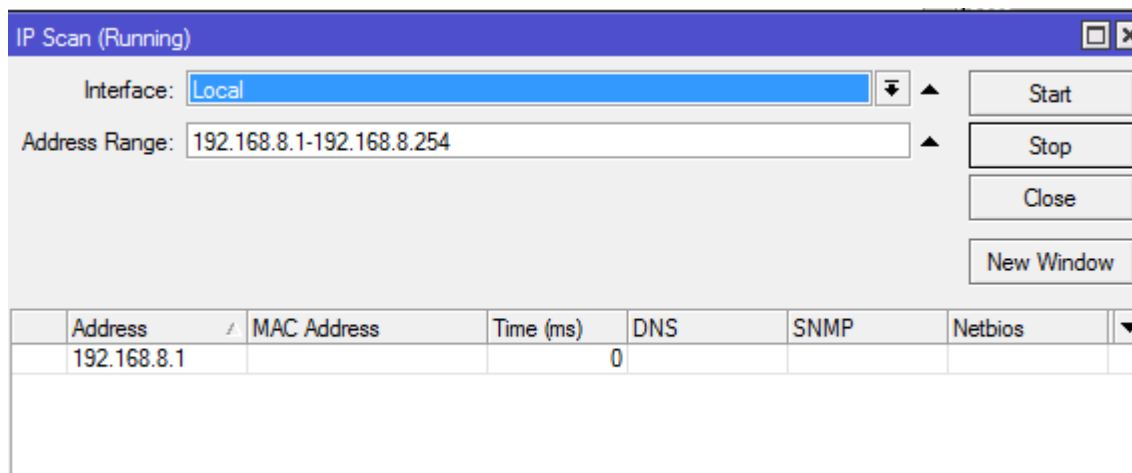 IP Scan (Running)
Interface: Local
Start
Address Range: 192.168.8.1-192.168.8.254
Stop
Close
New Window
Address MAC Address Time (ms) DNS SNMP Netbios
192.168.8.1 0